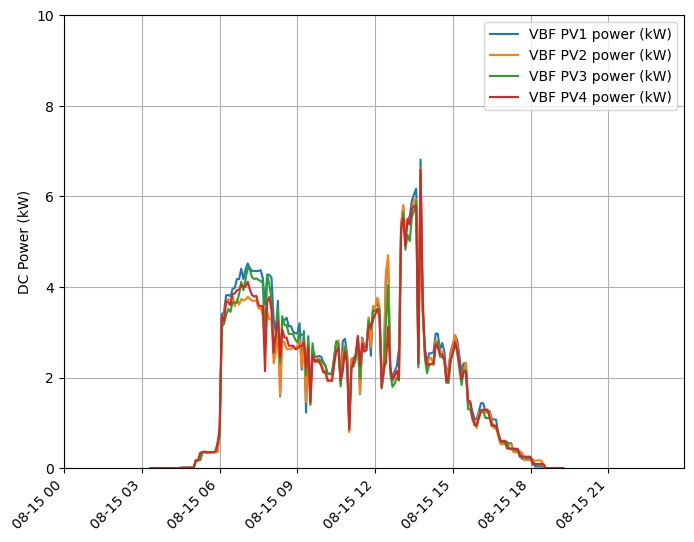 10
8
6
4
2
0
DC Power (kW)
VBF PV1 power (kW)
VBF PV2 power (kW)
VBF PV3 power (kW)
VBF PV4 power (kW)
08-15 00
08-15 03
08-15 06
08-15 09
08-15 12
08-15 15
08-15 18
08-15 21